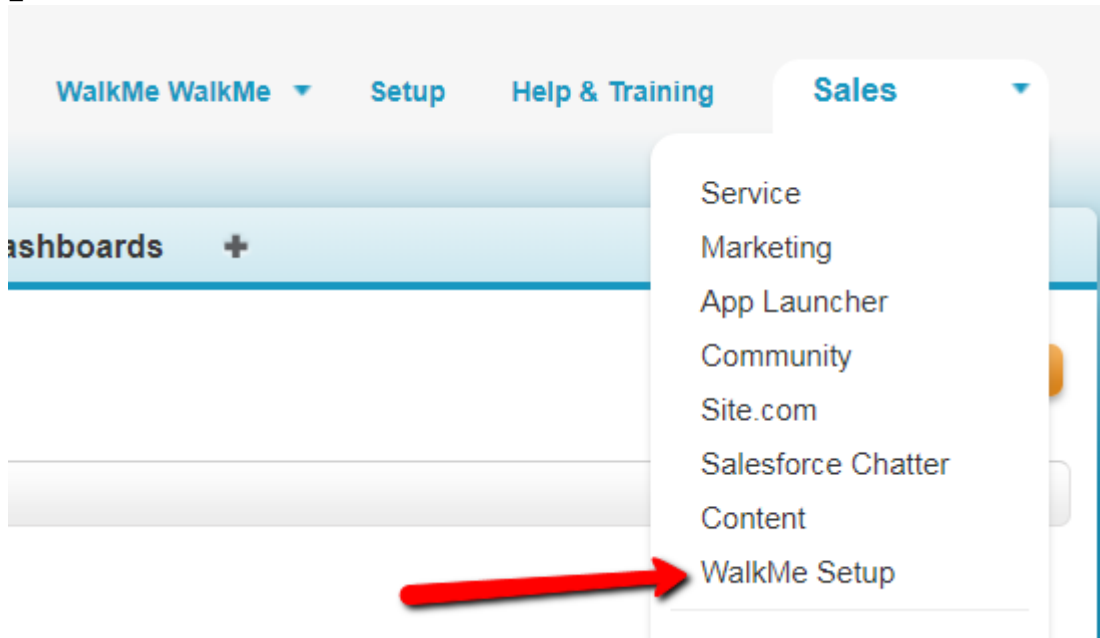 WalkMe WalkMe Setup Help & Training Sales
Service
ashboards
Marketing
App Launcher
Community
Site.com
Salesforce Chatter
Content
WalkMe Setup